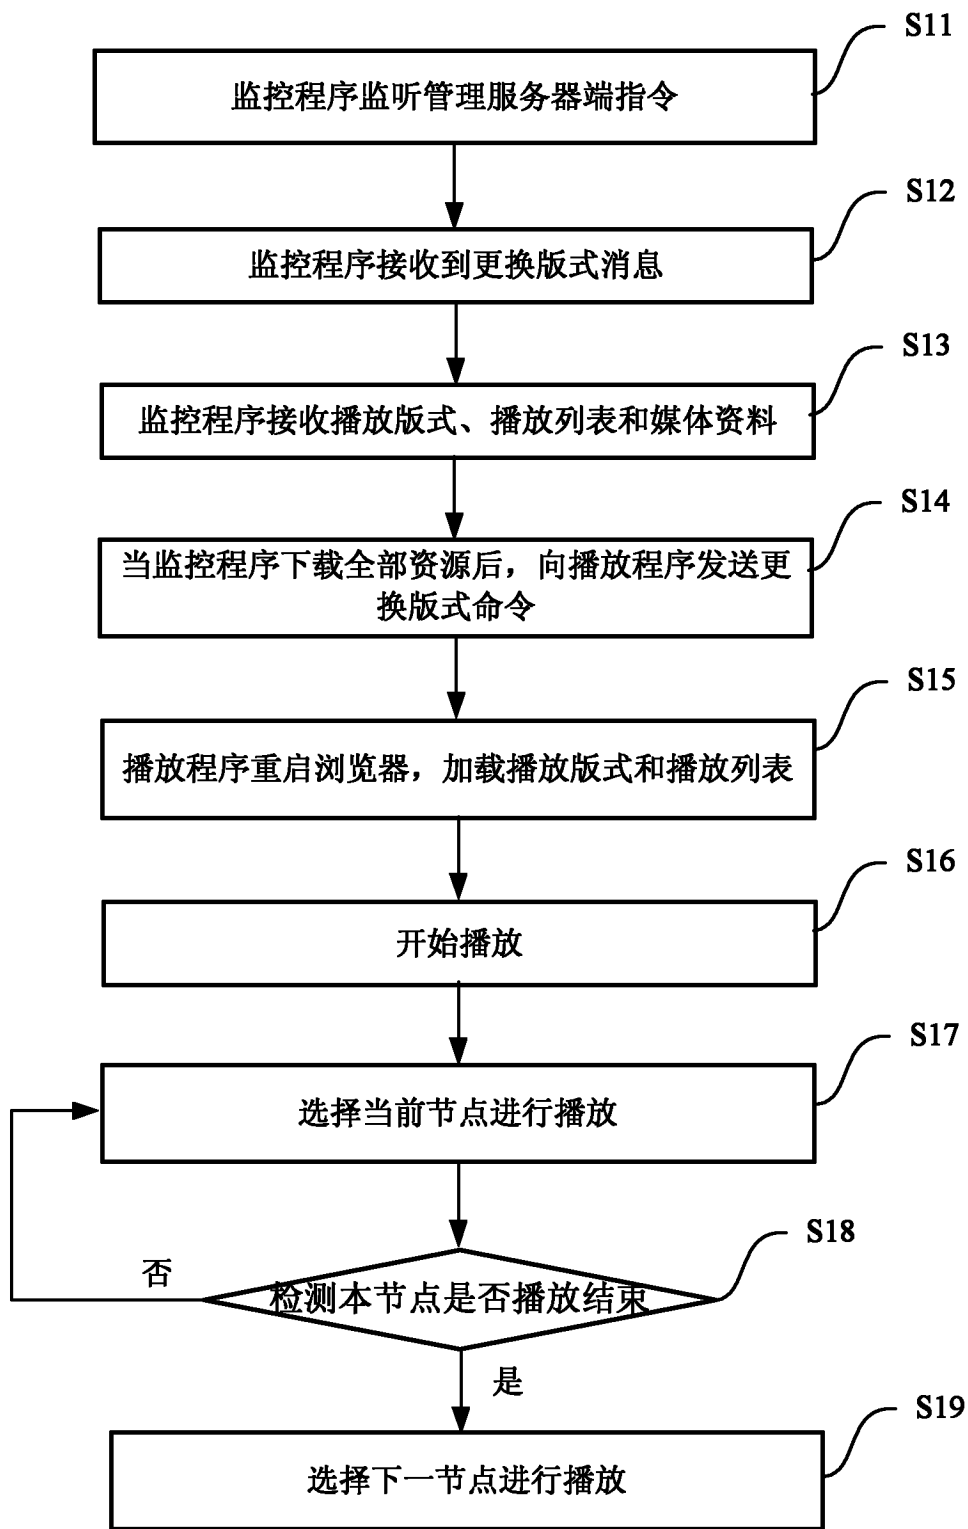 S11
监控程序监听管理服务器端指令
S12
监控程序接收到更换版式消息
S13
监控程序接收播放版式、播放列表和媒体资料
S14
当监控程序下载全部资源后，向播放程序发送更
换版式命令
S15
播放程序重启浏览器，加载播放版式和播放列表
S16
开始播放
S17
选择当前节点进行播放
S18
否
检测本节点是否播放结束
是
S19
选择下一节点进行播放